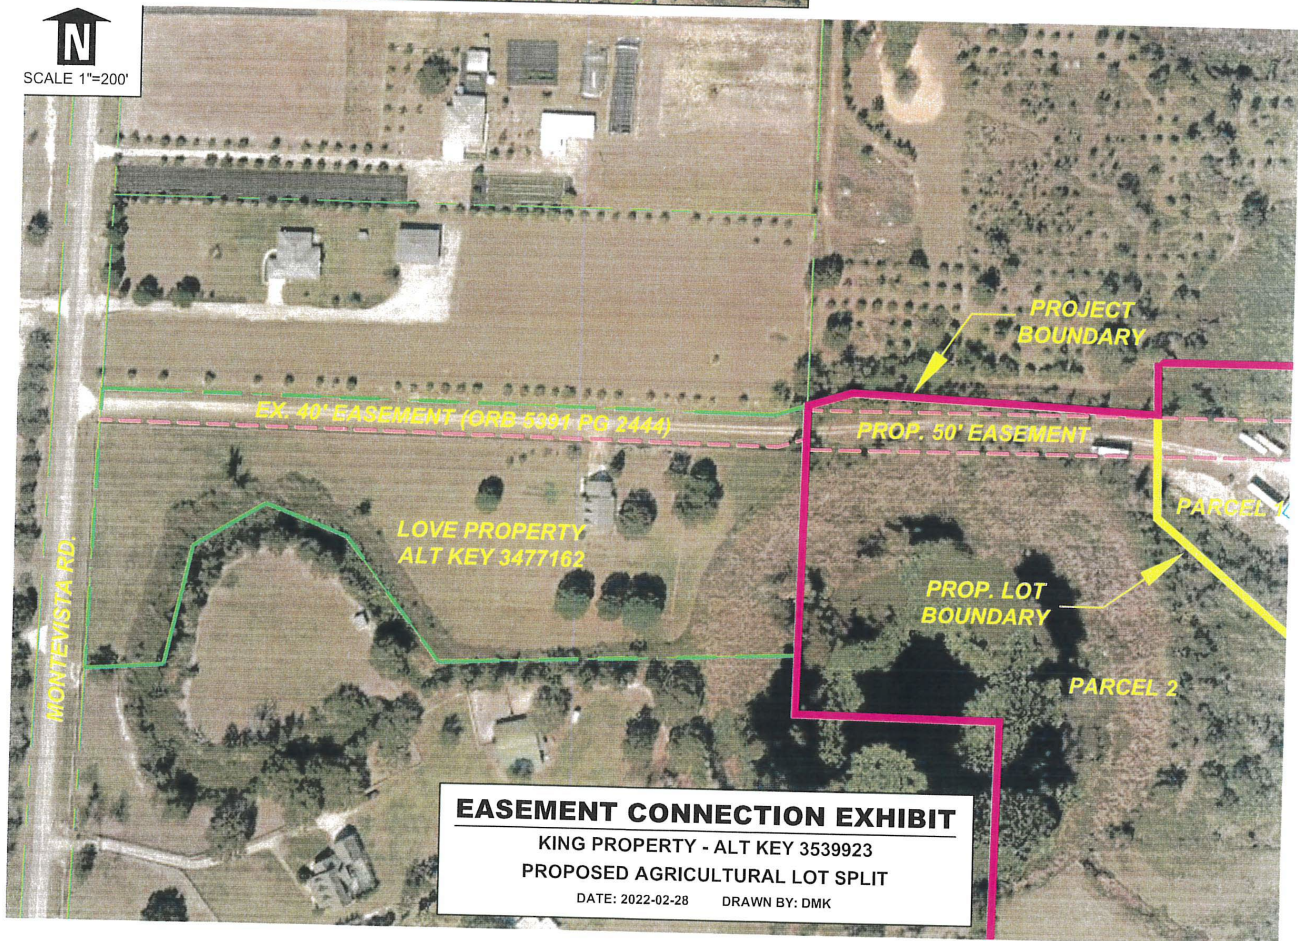 N
SCALE 1"=200'
PROJECT
BOUNDARY
EX. 40' EASEMENT (ORB 5391 PG 2444)
PROP. 50' EASEMENT
PARCEL 1
LOVE PROPERTY
ALT KEY 3477162
MONTEVISTA RD.
PROP. LOT
BOUNDARY
PARCEL 2
EASEMENT CONNECTION EXHIBIT
KING PROPERTY - ALT KEY 3539923
PROPOSED AGRICULTURAL LOT SPLIT
DATE: 2022-02-28 DRAWN BY: DMK